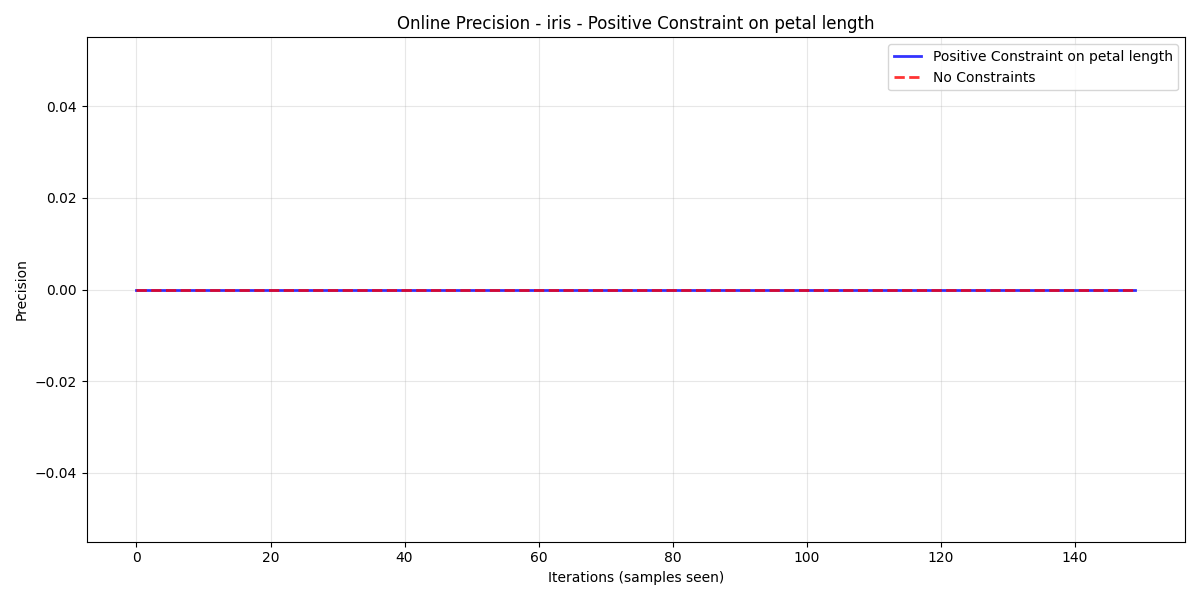 Online Precision - iris - Positive Constraint on petal length
Positive Constraint on petal length
No Constraints
0.04
0.02
0.00
−0.02
−0.04
Precision
0 20 40 60 80 100 120 140
Iterations (samples seen)